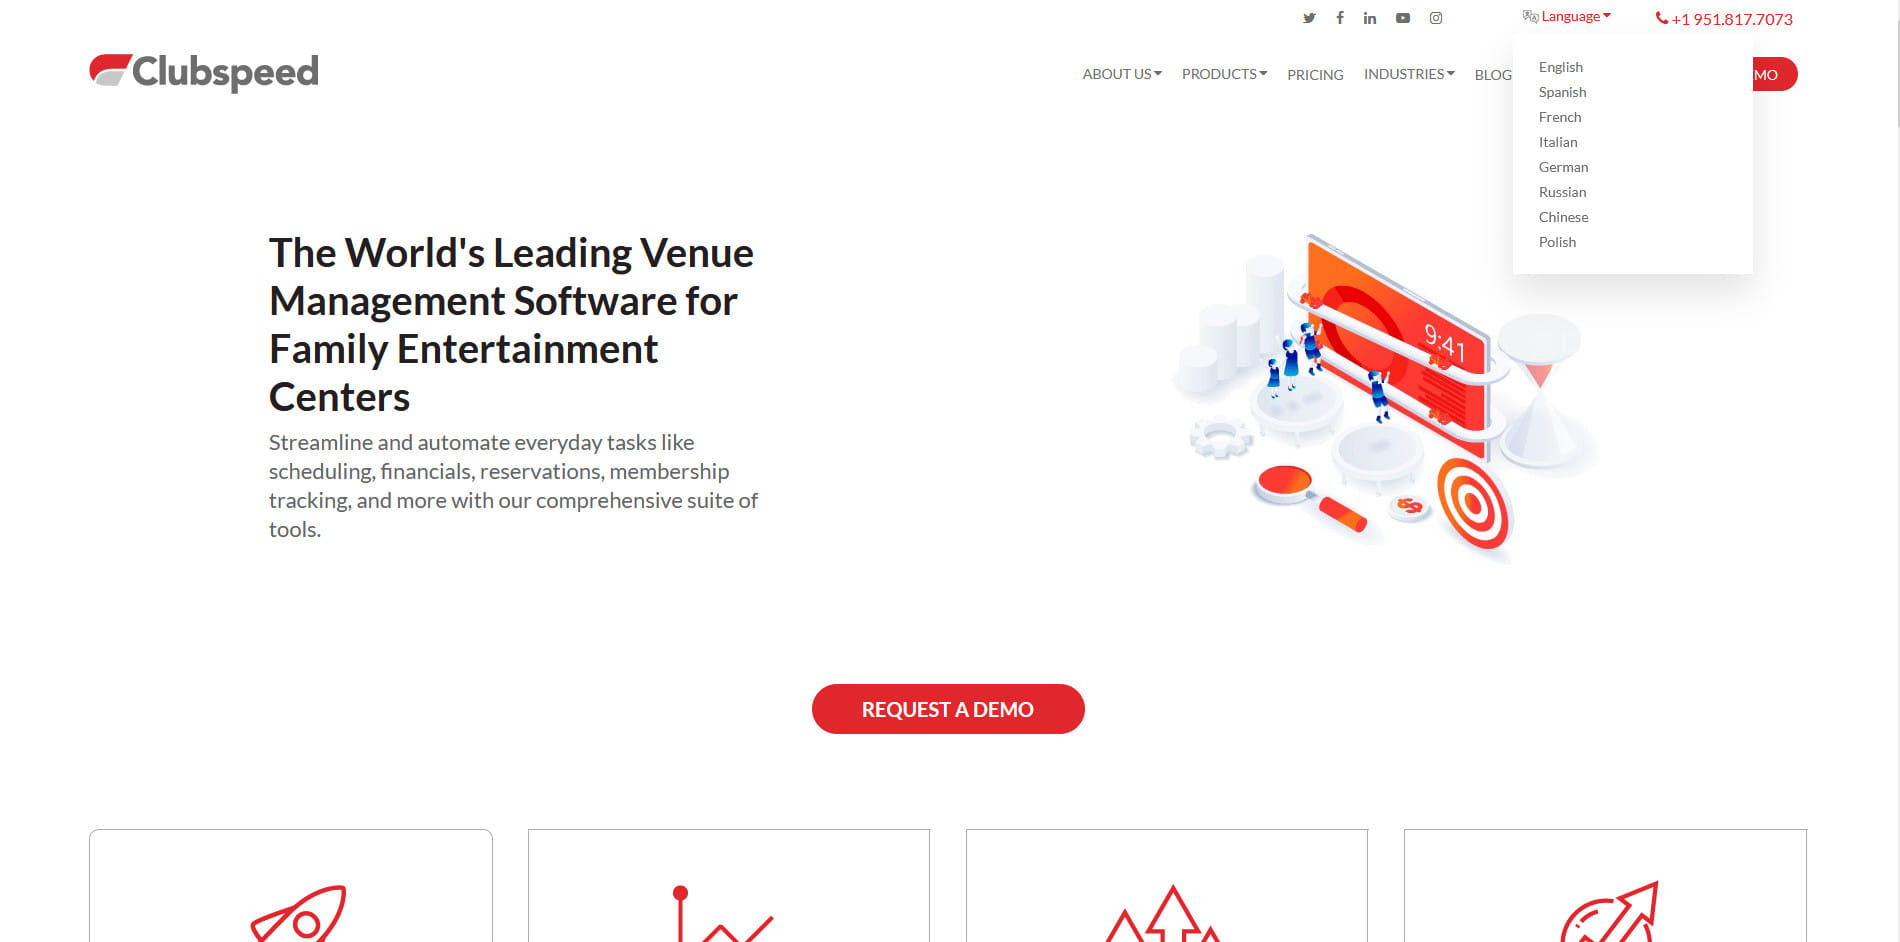 Language
+1 951.817.7073
Clubspeed
ABOUT US
PRODUCTS
PRICING
INDUSTRIES
BLOG
MO
English
Spanish
French
Italian
German
Russian
Chinese
Polish
The World's Leading Venue
Management Software for
Family Entertainment
Centers
Streamline and automate everyday tasks like
scheduling, financials, reservations, membership
tracking, and more with our comprehensive suite of
tools.
9:41
$
REQUEST A DEMO